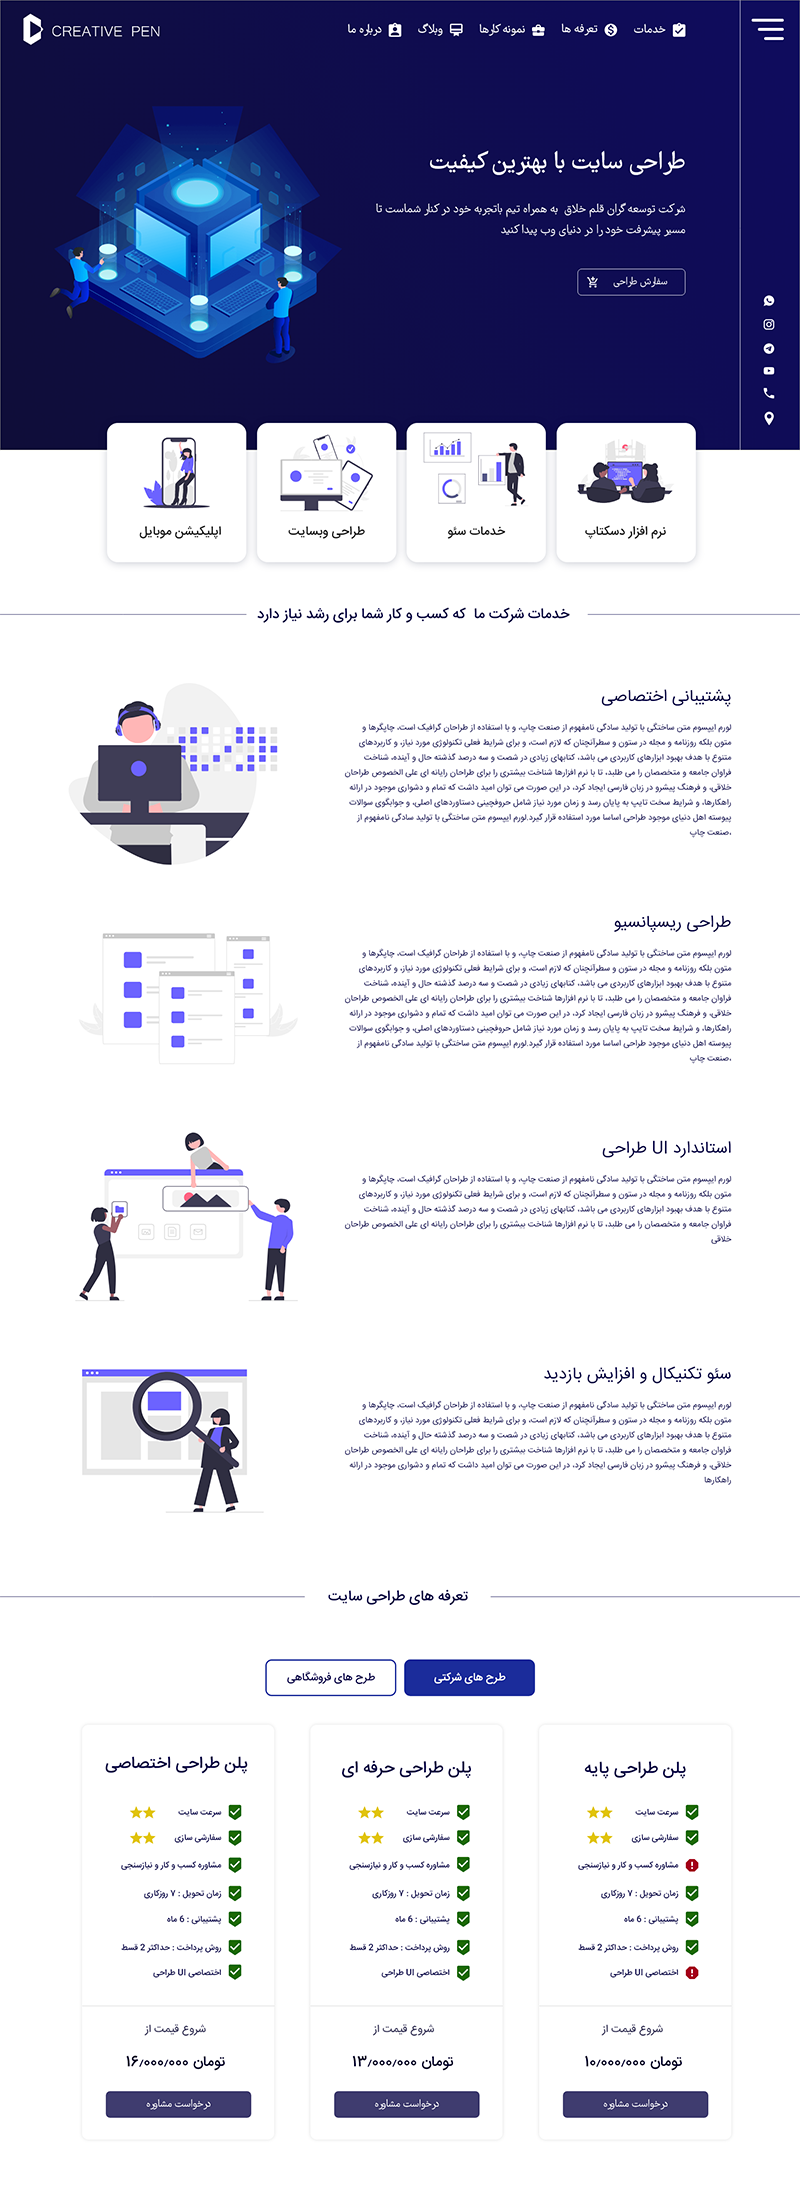 CREATIVE PEN
خدمات
تعرفه ها
نمونه کارها
وبلاگ
درباره ما
طراحی سایت با بهترین کیفیت
شرکت توسعه گران قلم خلاق به همراه تیم باتجربه خود در کنار شماست تا
مسیر پیشرفت خود را در دنیای وب پیدا کنید
سفارش طراحی
نرم افزار دسکتاپ
خدمات سئو
طراحی وبسایت
اپلیکیشن موبایل
خدمات شرکت ما که کسب و کار شما برای رشد نیاز دارد
پشتیبانی اختصاصی
لورم ایپسوم متن ساختگی با تولید سادگی نامفهوم از صنعت چاپ، و با استفاده از طراحان گرافیک است، چاپگرها و
متون بلکه روزنامه و مجله در ستون و سطرآنچنان که لازم است، و برای شرایط فعلی تکنولوژی مورد نیاز، و کاربردهای
متنوع با هدف بهبود ابزارهای کاربردی می باشد، کتابهای زیادی در شصت و سه درصد گذشته حال و آینده، شناخت
فراوان جامعه و متخصصان را می طلبد، تا با نرم افزارها شناخت بیشتری را برای طراحان رایانه ای علی الخصوص طراحان
خلاقی، و فرهنگ پیشرو در زبان فارسی ایجاد کرد، در این صورت می توان امید داشت که تمام و دشواری موجود در ارائه
راهکارها، و شرایط سخت تایپ به پایان رسد و زمان مورد نیاز شامل حروفچینی دستاوردهای اصلی، و جوابگوی سوالات
پیوسته اهل دنیای موجود طراحی اساسا مورد استفاده قرار گیرد.لورم ایپسوم متن ساختگی با تولید سادگی نامفهوم از
صنعت چاپ،
طراحی ریسپانسیو
لورم ایپسوم متن ساختگی با تولید سادگی نامفهوم از صنعت چاپ، و با استفاده از طراحان گرافیک است، چاپگرها و
متون بلکه روزنامه و مجله در ستون و سطرآنچنان که لازم است، و برای شرایط فعلی تکنولوژی مورد نیاز، و کاربردهای
متنوع با هدف بهبود ابزارهای کاربردی می باشد، کتابهای زیادی در شصت و سه درصد گذشته حال و آینده، شناخت
فراوان جامعه و متخصصان را می طلبد، تا با نرم افزارها شناخت بیشتری را برای طراحان رایانه ای علی الخصوص طراحان
خلاقی، و فرهنگ پیشرو در زبان فارسی ایجاد کرد، در این صورت می توان امید داشت که تمام و دشواری موجود در ارائه
راهکارها، و شرایط سخت تایپ به پایان رسد و زمان مورد نیاز شامل حروفچینی دستاوردهای اصلی، و جوابگوی سوالات
پیوسته اهل دنیای موجود طراحی اساسا مورد استفاده قرار گیرد.لورم ایپسوم متن ساختگی با تولید سادگی نامفهوم از
صنعت چاپ،
استاندارد UI طراحی
لورم ایپسوم متن ساختگی با تولید سادگی نامفهوم از صنعت چاپ، و با استفاده از طراحان گرافیک است، چاپگرها و
متون بلکه روزنامه و مجله در ستون و سطرآنچنان که لازم است، و برای شرایط فعلی تکنولوژی مورد نیاز، و کاربردهای
متنوع با هدف بهبود ابزارهای کاربردی می باشد، کتابهای زیادی در شصت و سه درصد گذشته حال و آینده، شناخت
فراوان جامعه و متخصصان را می طلبد، تا با نرم افزارها شناخت بیشتری را برای طراحان رایانه ای علی الخصوص طراحان
خلاقی
سئو تکنیکال و افزایش بازدید
لورم ایپسوم متن ساختگی با تولید سادگی نامفهوم از صنعت چاپ، و با استفاده از طراحان گرافیک است، چاپگرها و
متون بلکه روزنامه و مجله در ستون و سطرآنچنان که لازم است، و برای شرایط فعلی تکنولوژی مورد نیاز، و کاربردهای
متنوع با هدف بهبود ابزارهای کاربردی می باشد، کتابهای زیادی در شصت و سه درصد گذشته حال و آینده، شناخت
فراوان جامعه و متخصصان را می طلبد، تا با نرم افزارها شناخت بیشتری را برای طراحان رایانه ای علی الخصوص طراحان
خلاقی، و فرهنگ پیشرو در زبان فارسی ایجاد کرد، در این صورت می توان امید داشت که تمام و دشواری موجود در ارائه
راهکارها
تعرفه های طراحی سایت
طرح های شرکتی
طرح های فروشگاهی
پلن طراحی پایه
سرعت سایت
سفارشی سازی
مشاوره کسب و کار و نیازسنجی
زمان تحویل : ۷ روزکاری
پشتیبانی : 6 ماه
روش پرداخت : حداکثر 2 قسط
اختصاصی UI طراحی
شروع قیمت از
۱۰٫۰۰۰٫۰۰۰ تومان
درخواست مشاوره
پلن طراحی حرفه ای
سرعت سایت
سفارشی سازی
مشاوره کسب و کار و نیازسنجی
زمان تحویل : ۷ روزکاری
پشتیبانی : 6 ماه
روش پرداخت : حداکثر 2 قسط
اختصاصی UI طراحی
شروع قیمت از
۱۳٫۰۰۰٫۰۰۰ تومان
درخواست مشاوره
پلن طراحی اختصاصی
سرعت سایت
سفارشی سازی
مشاوره کسب و کار و نیازسنجی
زمان تحویل : ۷ روزکاری
پشتیبانی : 6 ماه
روش پرداخت : حداکثر 2 قسط
اختصاصی UI طراحی
شروع قیمت از
۱۶٫۰۰۰٫۰۰۰ تومان
درخواست مشاوره